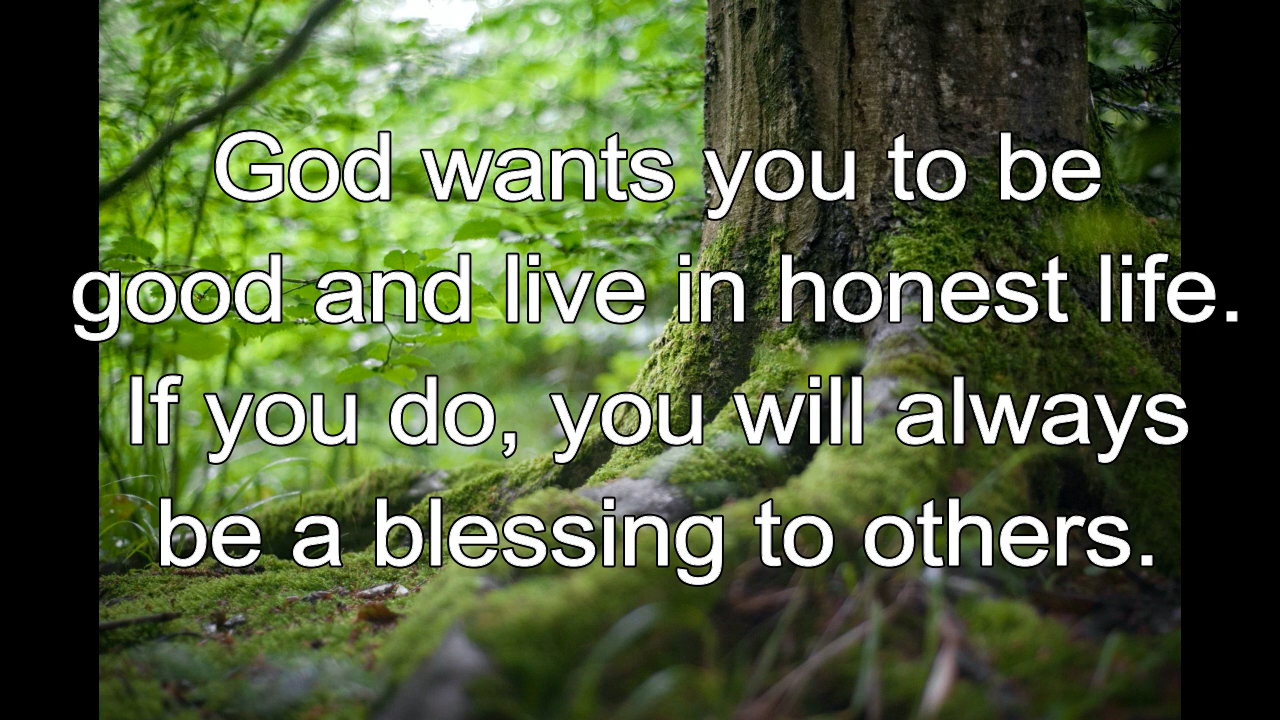 God wants you to be
good and live in honest life.
If you do, you will always
be a blessing to others.